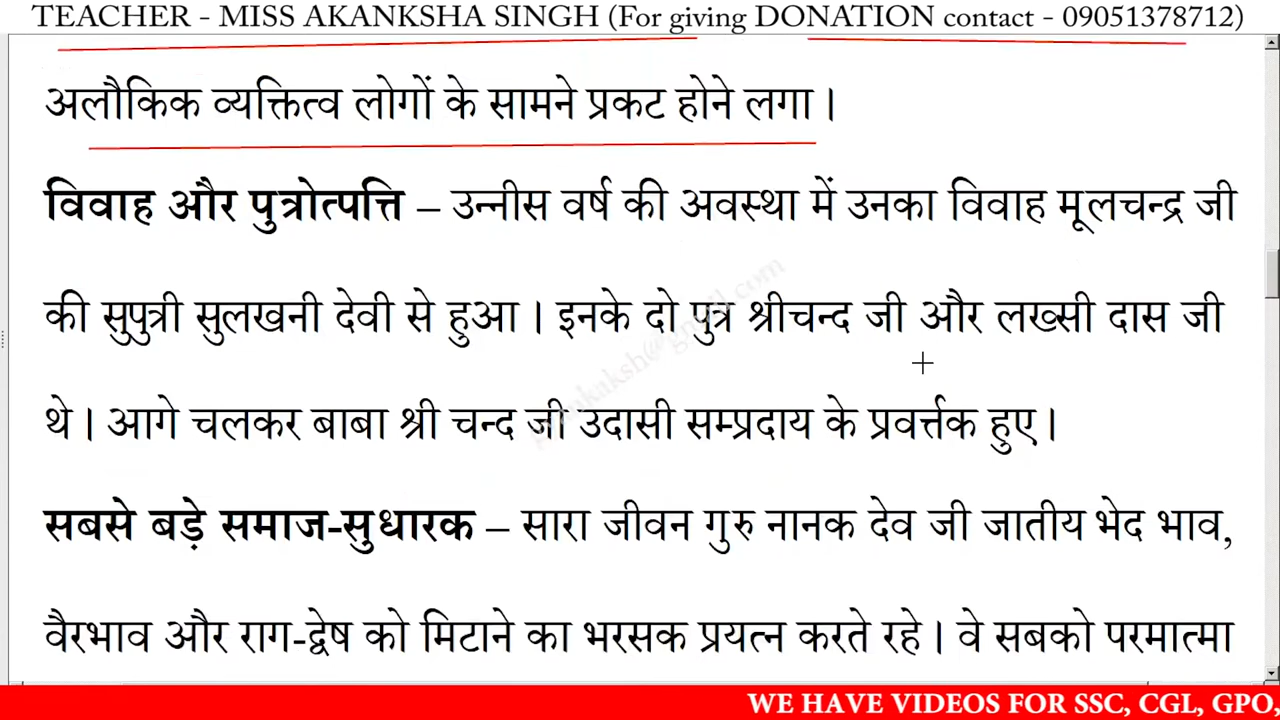 TEACHER - MISS AKANKSHA SINGH (For giving DONATION contact - 09051378712)
अलौकिक व्यक्तित्व लोगों के सामने प्रकट होने लगा।
विवाह और पुत्रोत्पत्ति – उन्नीस वर्ष की अवस्था में उनका विवाह मूलचन्द्र जी
की सुपुत्री सुलखनी देवी से हुआ। इनके दो पुत्र श्रीचन्द जी और लख्सी दास जी
थे। आगे चलकर बाबा श्री चन्द जी उदासी सम्प्रदाय के प्रवर्त्तक हुए।
सबसे बड़े समाज-सुधारक – सारा जीवन गुरु नानक देव जी जातीय भेद भाव,
वैरभाव और राग-द्वेष को मिटाने का भरसक प्रयत्न करते रहे। वे सबको परमात्मा
WE HAVE VIDEOS FOR SSC, CGL, GPO,